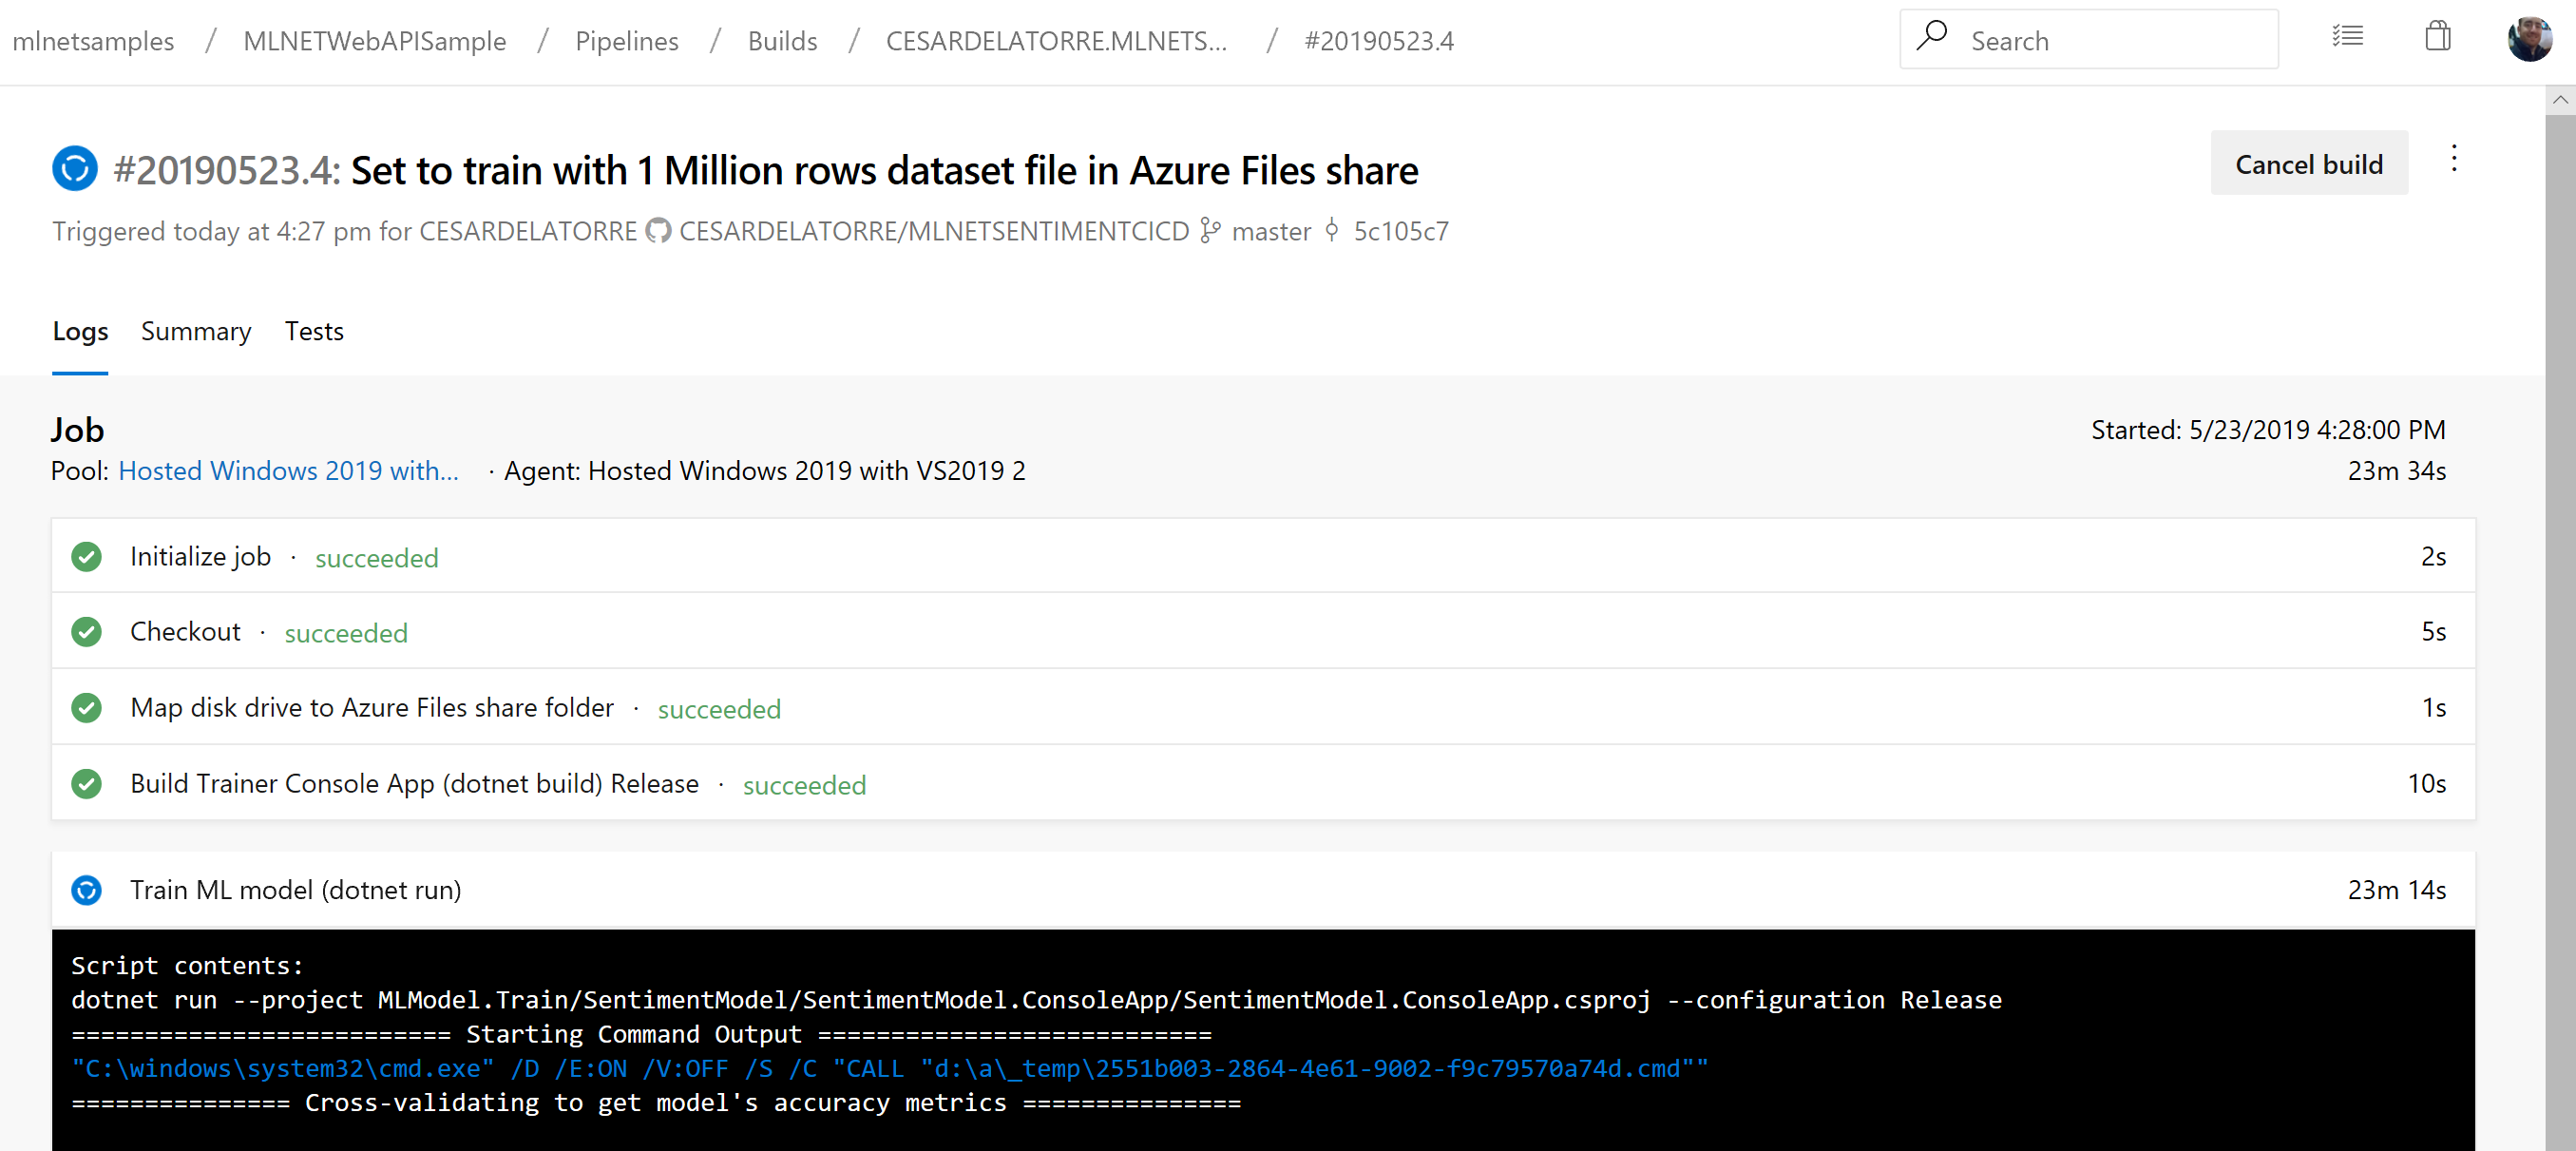 mlnetsamples / MLNETWebAPISample / Pipelines / Builds / CESARDELATORRE.MLNETS... / #20190523.4
Search
#20190523.4: Set to train with 1 Million rows dataset file in Azure Files share
Cancel build
Triggered today at 4:27 pm for CESARDELATORRE CESARDELATORRE/MLNETSENTIMENTCICD master 5c105c7
Logs Summary Tests
Job
Started: 5/23/2019 4:28:00 PM
Pool: Hosted Windows 2019 with... · Agent: Hosted Windows 2019 with VS2019 2
23m 34s
Initialize job · succeeded 2s
Checkout · succeeded 5s
Map disk drive to Azure Files share folder · succeeded 1s
Build Trainer Console App (dotnet build) Release · succeeded 10s
Train ML model (dotnet run) 23m 14s
Script contents:
dotnet run --project MLModel.Train/SentimentModel/SentimentModel.ConsoleApp/SentimentModel.ConsoleApp.csproj --configuration Release
========================== Starting Command Output ===========================
"C:\windows\system32\cmd.exe" /D /E:ON /V:OFF /S /C "CALL "d:\a\_temp\2551b003-2864-4e61-9002-f9c79570a74d.cmd""
=============== Cross-validating to get model's accuracy metrics ===============